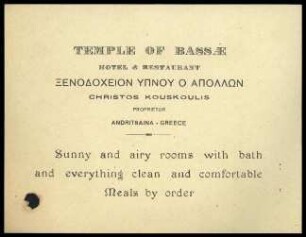 TEMPLE OF BASSÆ
HOTEL & RESTAURANT
ΞΕΝΟΔΟΧΕΙΟΝ ΥΠΝΟΥ Ο ΑΠΟΛΛΩΝ
CHRISTOS KOUSKOULIS
PROPRIETOR
ANDRITSAINA - GREECE
Sunny and airy rooms with bath
and everything clean and comfortable
Meals by order